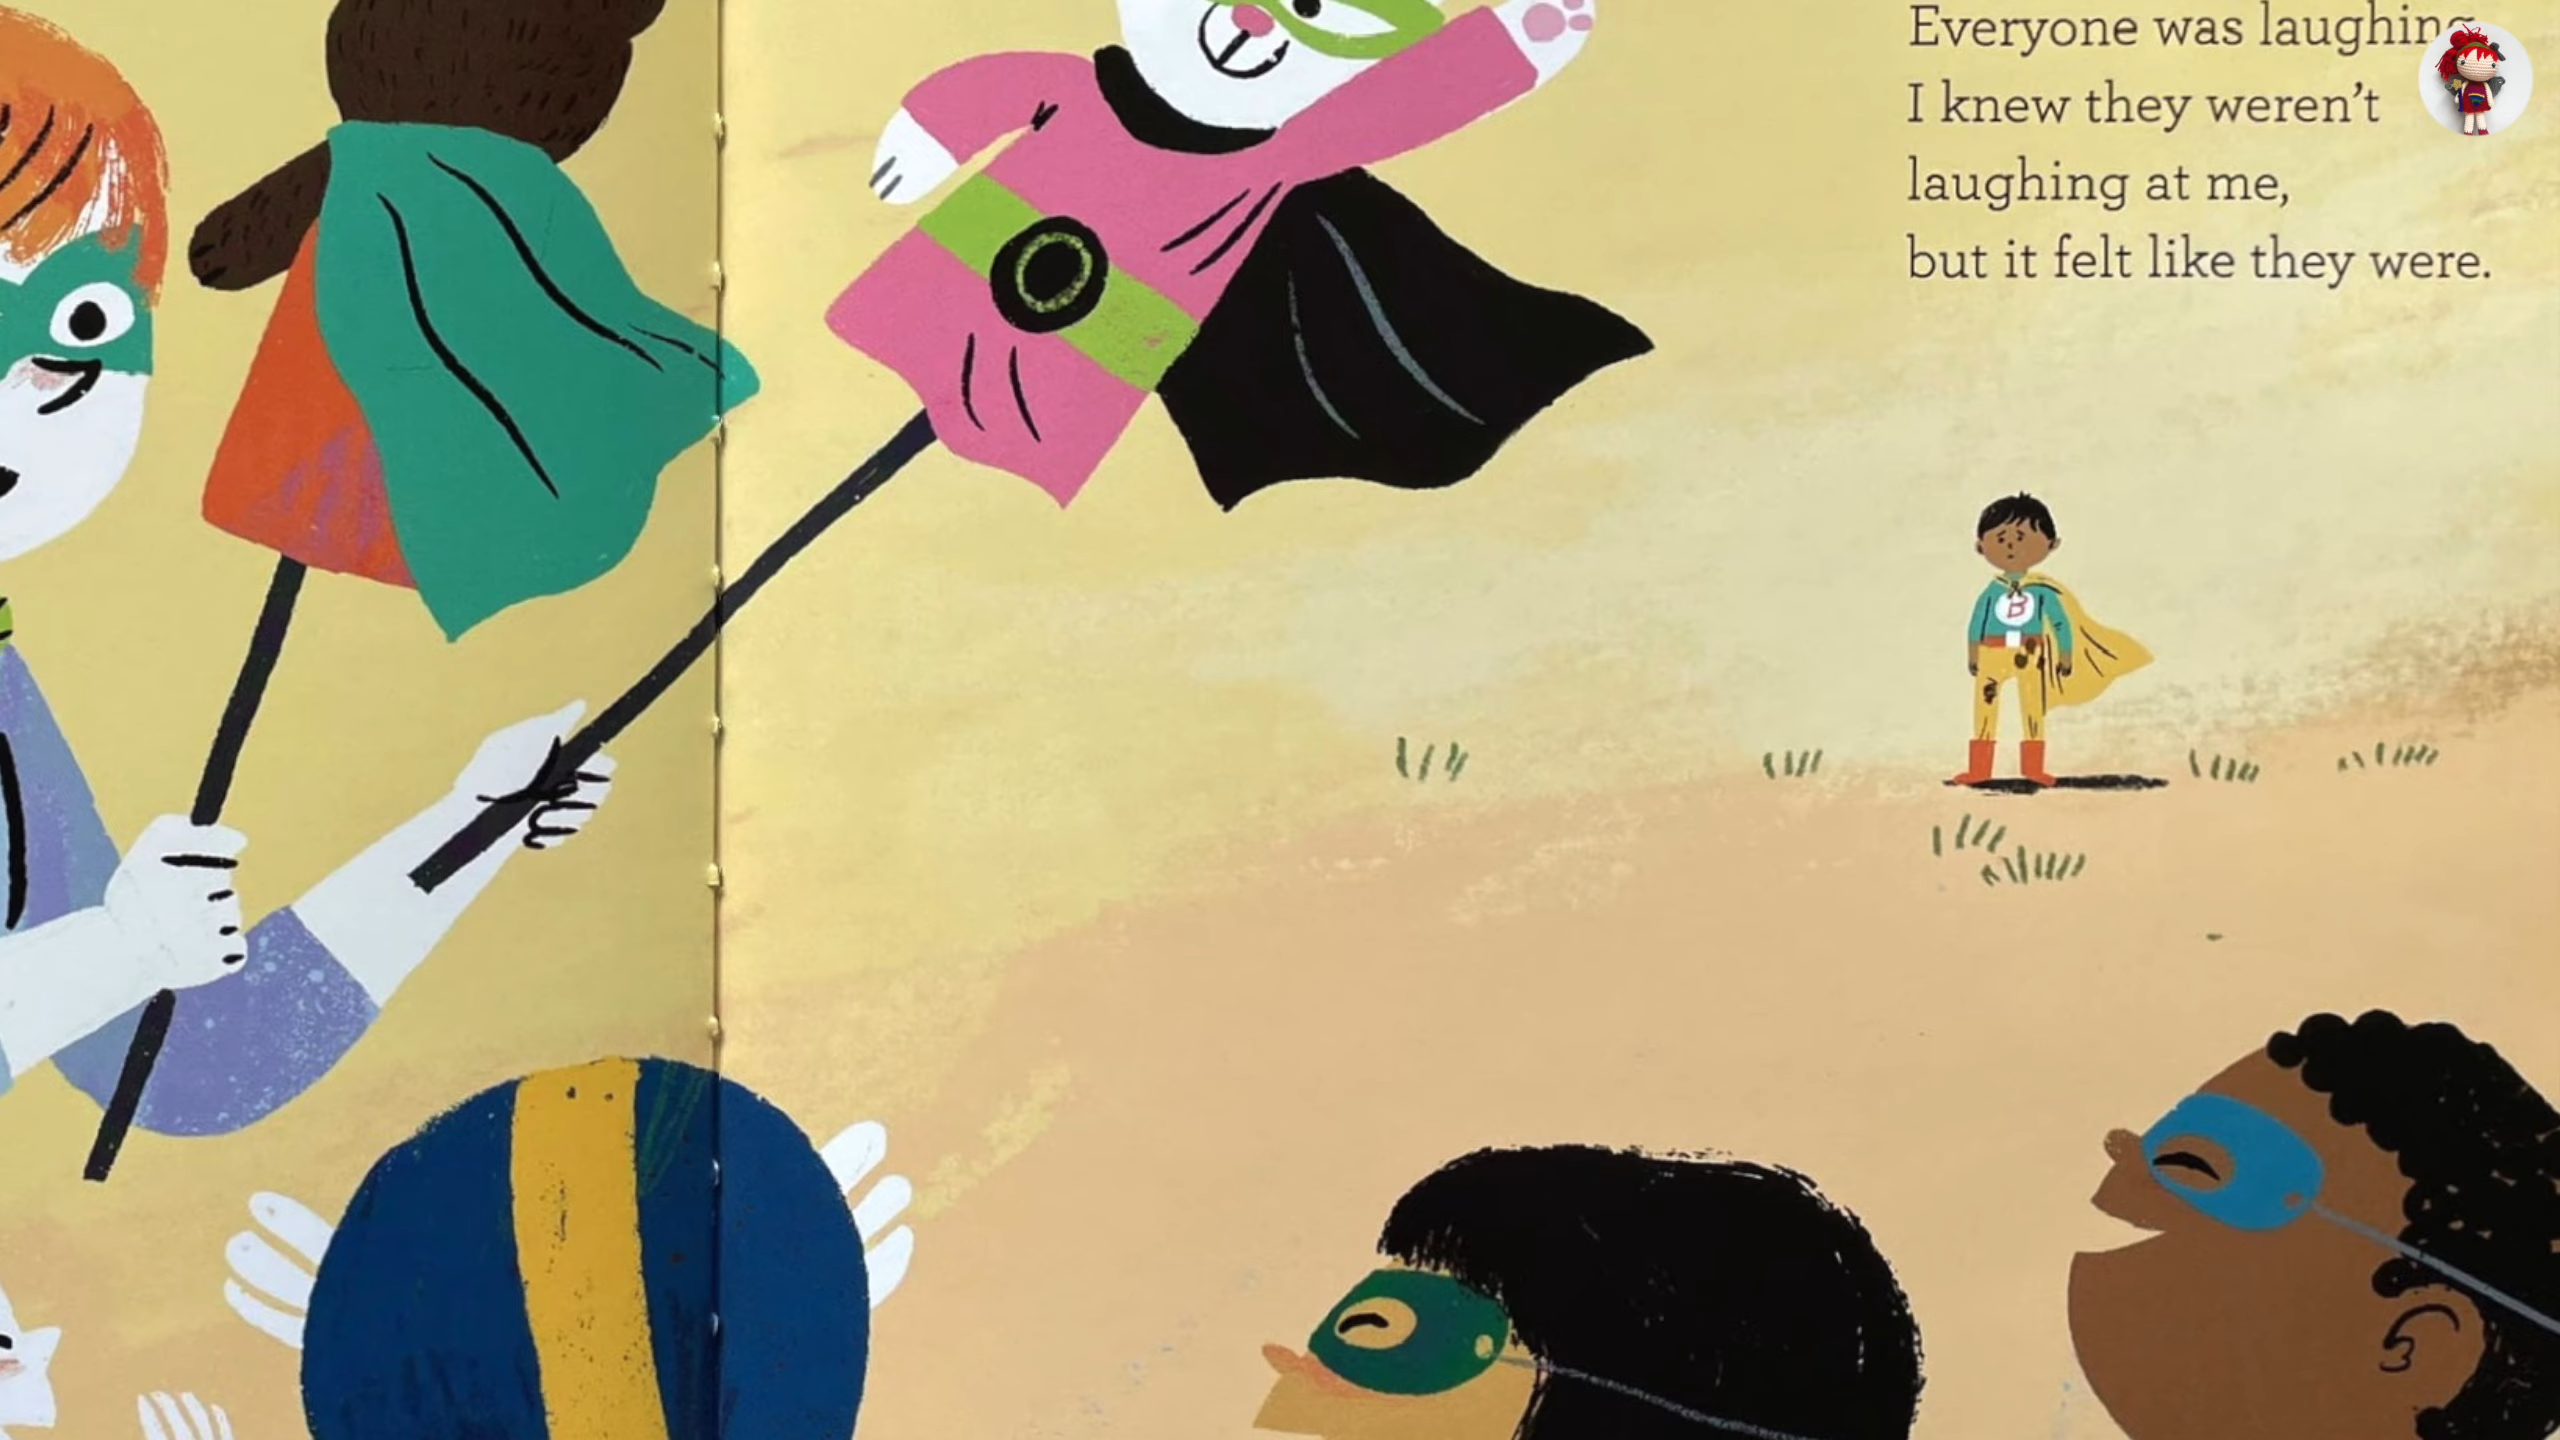 Everyone was laughing
I knew they weren't
laughing at me,
but it felt like they were.
B